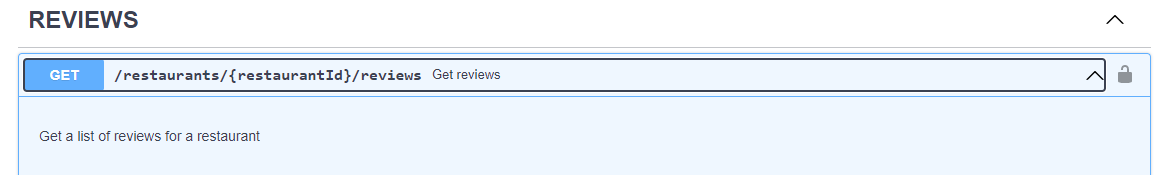 REVIEWS
GET /restaurants/{restaurantId}/reviews Get reviews
Get a list of reviews for a restaurant